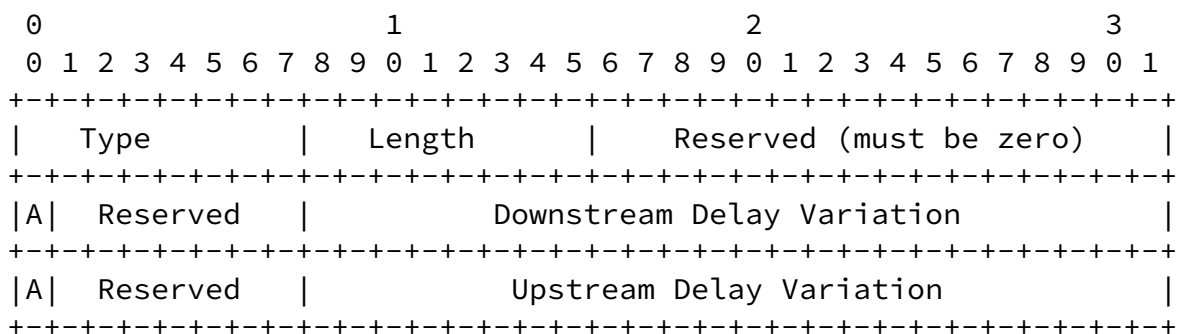 0                   1                   2                   3
 0 1 2 3 4 5 6 7 8 9 0 1 2 3 4 5 6 7 8 9 0 1 2 3 4 5 6 7 8 9 0 1
+-+-+-+-+-+-+-+-+-+-+-+-+-+-+-+-+-+-+-+-+-+-+-+-+-+-+-+-+-+-+-+-+
|   Type        |   Length      |    Reserved (must be zero)    |
+-+-+-+-+-+-+-+-+-+-+-+-+-+-+-+-+-+-+-+-+-+-+-+-+-+-+-+-+-+-+-+-+
|A|  Reserved   |          Downstream Delay Variation           |
+-+-+-+-+-+-+-+-+-+-+-+-+-+-+-+-+-+-+-+-+-+-+-+-+-+-+-+-+-+-+-+-+
|A|  Reserved   |           Upstream Delay Variation            |
+-+-+-+-+-+-+-+-+-+-+-+-+-+-+-+-+-+-+-+-+-+-+-+-+-+-+-+-+-+-+-+-+